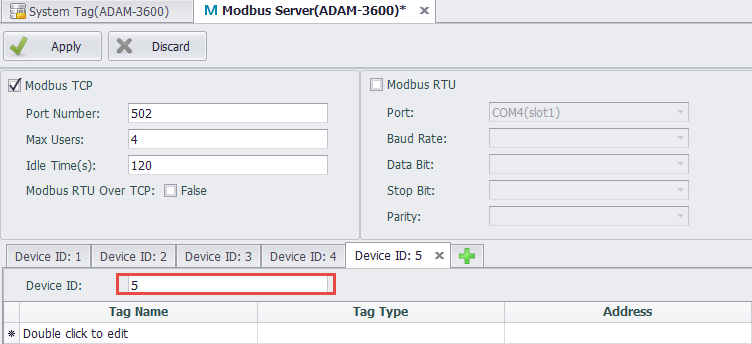 System Tag(ADAM-3600) M Modbus Server(ADAM-3600)*
Apply Discard
Modbus TCP
Port Number: 502
Max Users: 4
Idle Time(s): 120
Modbus RTU Over TCP: False
Modbus RTU
Port: COM4(slot1)
Baud Rate:
Data Bit:
Stop Bit:
Parity:
Device ID: 1 Device ID: 2 Device ID: 3 Device ID: 4 Device ID: 5
Device ID: 5
Tag Name Tag Type Address
* Double click to edit